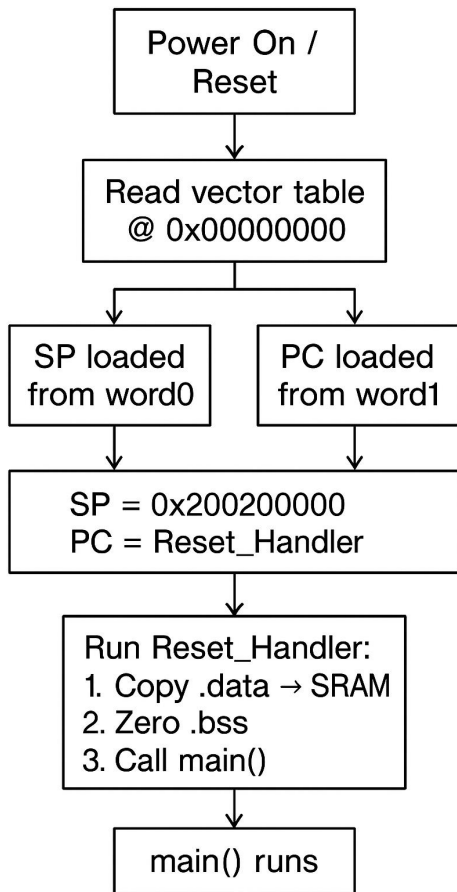 Power On /
Reset
Read vector table
@ 0x00000000
SP loaded
from word0
PC loaded
from word1
SP = 0x200200000
PC = Reset_Handler
Run Reset_Handler:
1. Copy .data → SRAM
2. Zero .bss
3. Call main()
main() runs